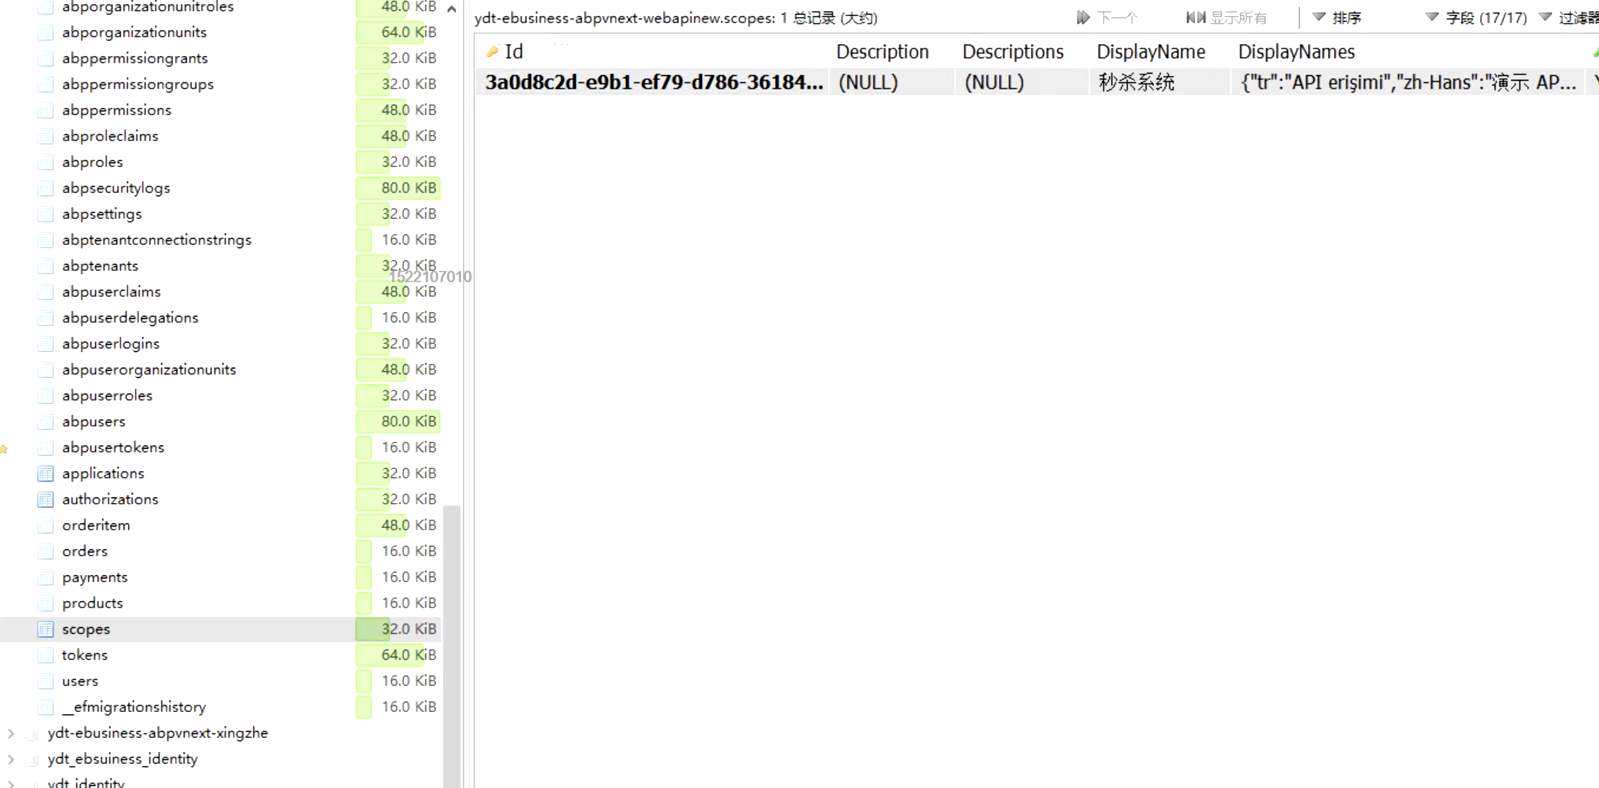 abporganizationunitroles 48.0 KiB
abporganizationunits 64.0 KiB
abppermissiongrants 32.0 KiB
abppermissiongroups 32.0 KiB
abppermissions 48.0 KiB
abproleclaims 48.0 KiB
abproles 32.0 KiB
abpsecuritylogs 80.0 KiB
abpsettings 32.0 KiB
abptenantconnectionstrings 16.0 KiB
abptenants 32.0 KiB
1522107010
abpuserclaims 48.0 KiB
abpuserdelegations 16.0 KiB
abpuserlogins 32.0 KiB
abpuserorganizationunits 48.0 KiB
abpuserroles 32.0 KiB
abpusers 80.0 KiB
abpusertokens 16.0 KiB
applications 32.0 KiB
authorizations 32.0 KiB
orderitem 48.0 KiB
orders 16.0 KiB
payments 16.0 KiB
products 16.0 KiB
scopes 32.0 KiB
tokens 64.0 KiB
users 16.0 KiB
__efmigrationshistory 16.0 KiB
ydt-ebusiness-abpvnext-xingzhe
ydt_ebsuiness_identity
ydt_identity
ydt-ebusiness-abpvnext-webapinew.scopes: 1 总记录 (大约) 下一个 显示所有 排序 字段 (17/17) 过滤器
Id Description Descriptions DisplayName DisplayNames
3a0d8c2d-e9b1-ef79-d786-36184... (NULL) (NULL) 秒杀系统 {"tr":"API erişimi","zh-Hans":"演示 AP...